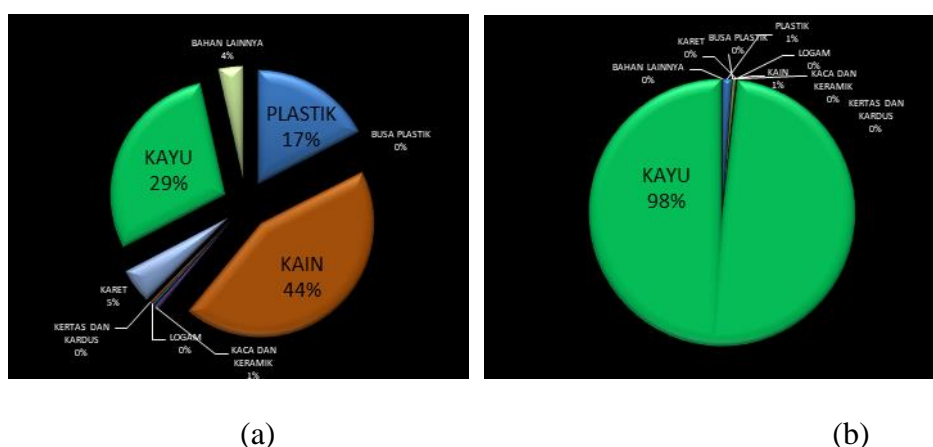 BAHAN LAINNYA
4%
PLASTIK
17%
BUSA PLASTIK
0%
KAYU
29%
KAIN
44%
KARET
5%
KERTAS DAN
KARDUS
0%
LOGAM
0%
KACA DAN
KERAMIK
1%
(a)
PLASTIK
1%
BUSA PLASTIK
0%
KARET
0%
LOGAM
0%
BAHAN LAINNYA
0%
KAIN
1%
KACA DAN
KERAMIK
0%
KERTAS DAN
KARDUS
0%
KAYU
98%
(b)